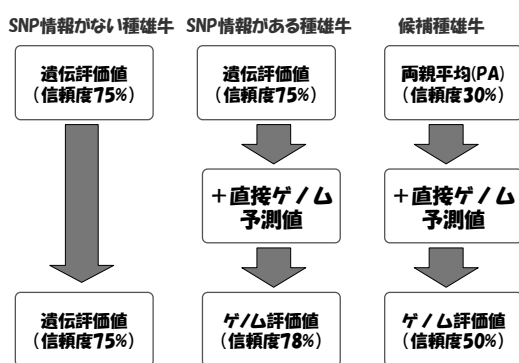 SNP情報がない種雄牛
SNP情報がある種雄牛
候補種雄牛
遺伝評価値
(信頼度75%)
遺伝評価値
(信頼度75%)
両親平均(PA)
(信頼度30%)
+直接ゲノム
予測値
+直接ゲノム
予測値
遺伝評価値
(信頼度75%)
ゲノム評価値
(信頼度78%)
ゲノム評価値
(信頼度50%)